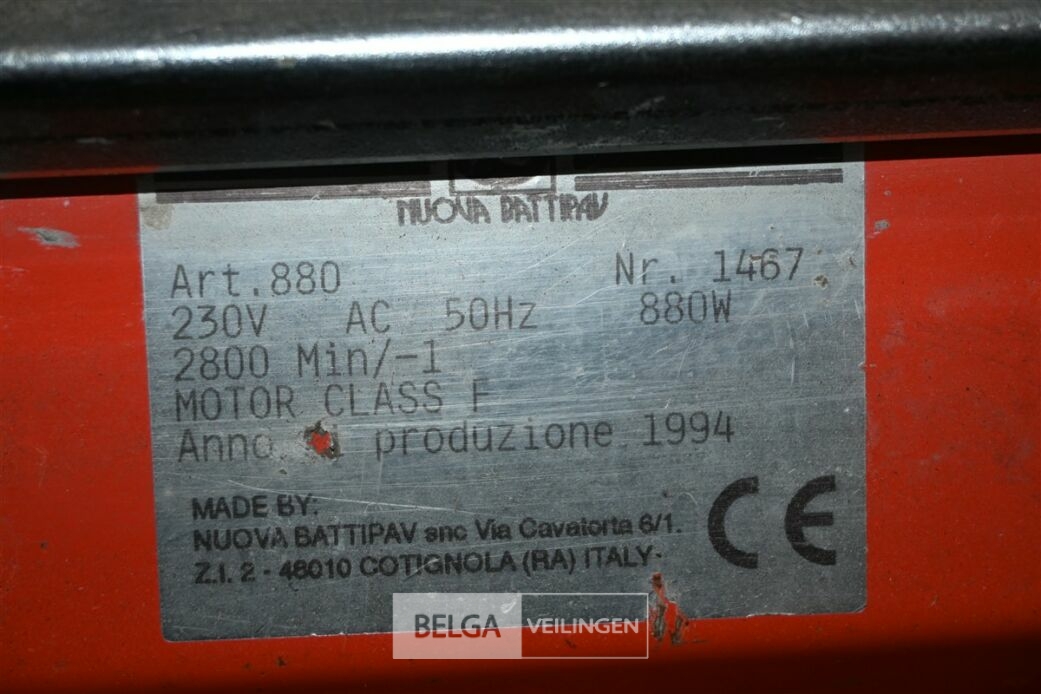 NUOVA BATTIPAV
Art.880 Nr. 1467
230V AC 50Hz 880W
2800 Min/-1
MOTOR CLASS F
Anno produzione 1994
MADE BY:
NUOVA BATTIPAV snc Via Cavatorta 6/1.
Z.I. 2 - 48010 COTIGNOLA (RA) ITALY-
CE
BELGA VEILINGEN